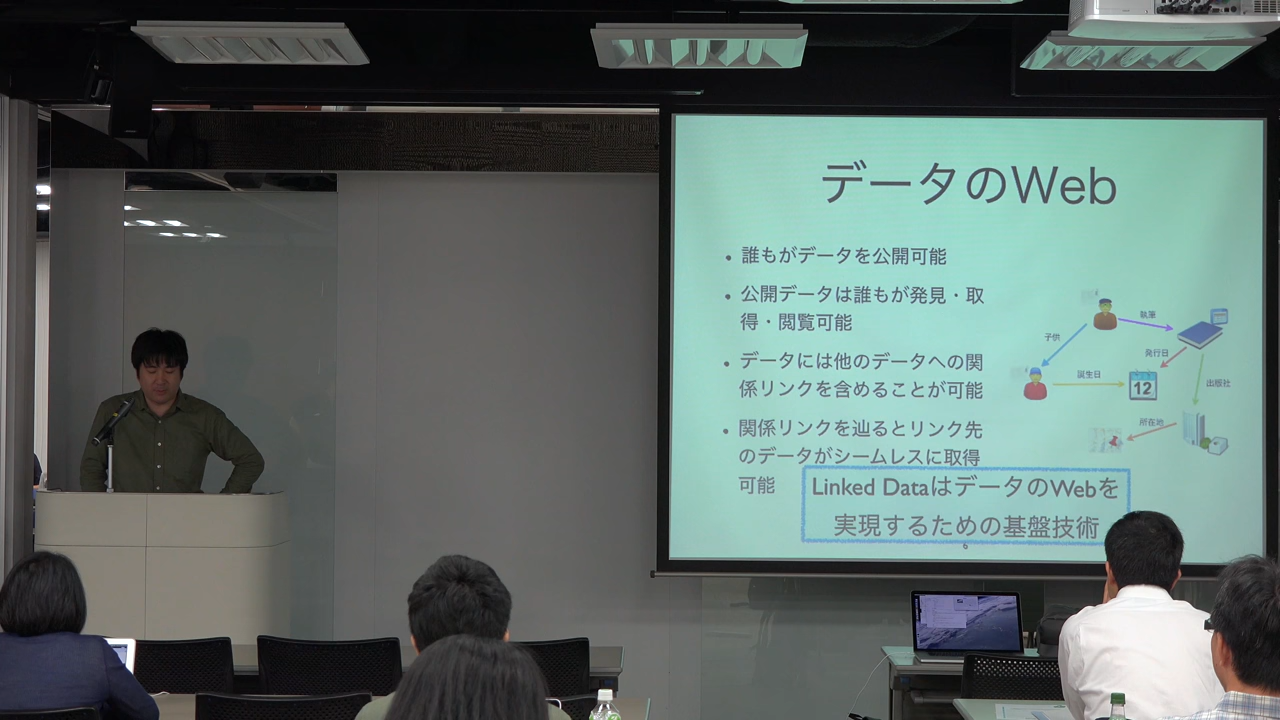 データのWeb
• 誰もがデータを公開可能
• 公開データは誰もが発見・取
得・閲覧可能
• データには他のデータへの関
係リンクを含めることが可能
• 関係リンクを辿るとリンク先
のデータがシームレスに取得
可能
執筆
子供
発行日
誕生日
12
出版社
所在地
Linked DataはデータのWebを
実現するための基盤技術
6